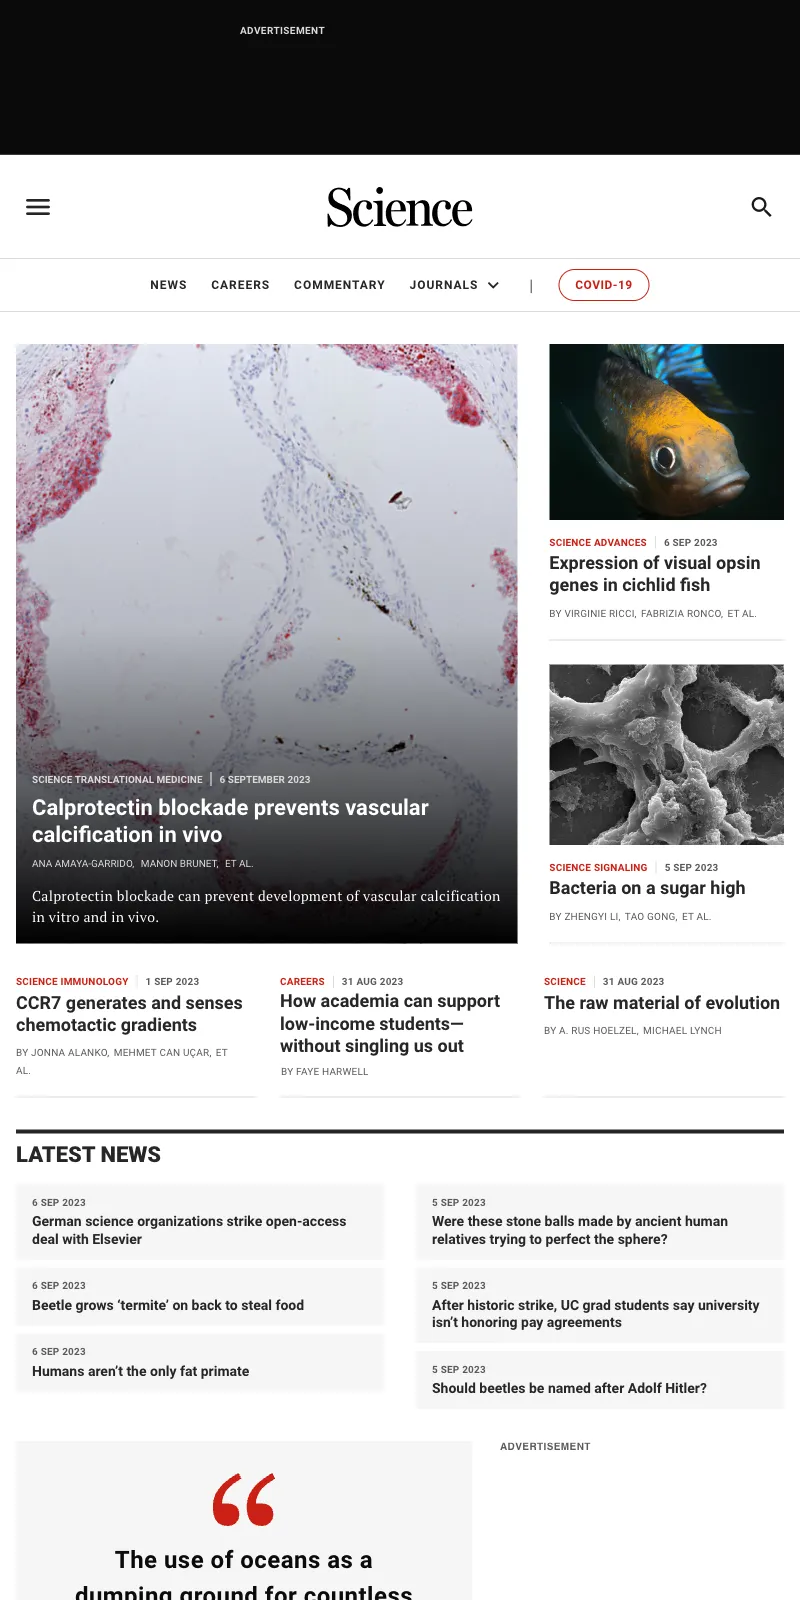 ADVERTISEMENT
Science
NEWS CAREERS COMMENTARY JOURNALS | COVID-19
SCIENCE TRANSLATIONAL MEDICINE | 6 SEPTEMBER 2023
Calprotectin blockade prevents vascular
calcification in vivo
ANA AMAYA-GARRIDO, MANON BRUNET, ET AL.
Calprotectin blockade can prevent development of vascular calcification
in vitro and in vivo.
SCIENCE ADVANCES | 6 SEP 2023
Expression of visual opsin
genes in cichlid fish
BY VIRGINIE RICCI, FABRIZIA RONCO, ET AL.
SCIENCE SIGNALING | 5 SEP 2023
Bacteria on a sugar high
BY ZHENGYI LI, TAO GONG, ET AL.
SCIENCE IMMUNOLOGY | 1 SEP 2023
CCR7 generates and senses
chemotactic gradients
BY JONNA ALANKO, MEHMET CAN UÇAR, ET
AL.
CAREERS | 31 AUG 2023
How academia can support
low-income students—
without singling us out
BY FAYE HARWELL
SCIENCE | 31 AUG 2023
The raw material of evolution
BY A. RUS HOELZEL, MICHAEL LYNCH
LATEST NEWS
6 SEP 2023
German science organizations strike open-access
deal with Elsevier
6 SEP 2023
Beetle grows ‘termite’ on back to steal food
6 SEP 2023
Humans aren’t the only fat primate
5 SEP 2023
Were these stone balls made by ancient human
relatives trying to perfect the sphere?
5 SEP 2023
After historic strike, UC grad students say university
isn’t honoring pay agreements
5 SEP 2023
Should beetles be named after Adolf Hitler?
“
The use of oceans as a
dumping ground for countless
ADVERTISEMENT